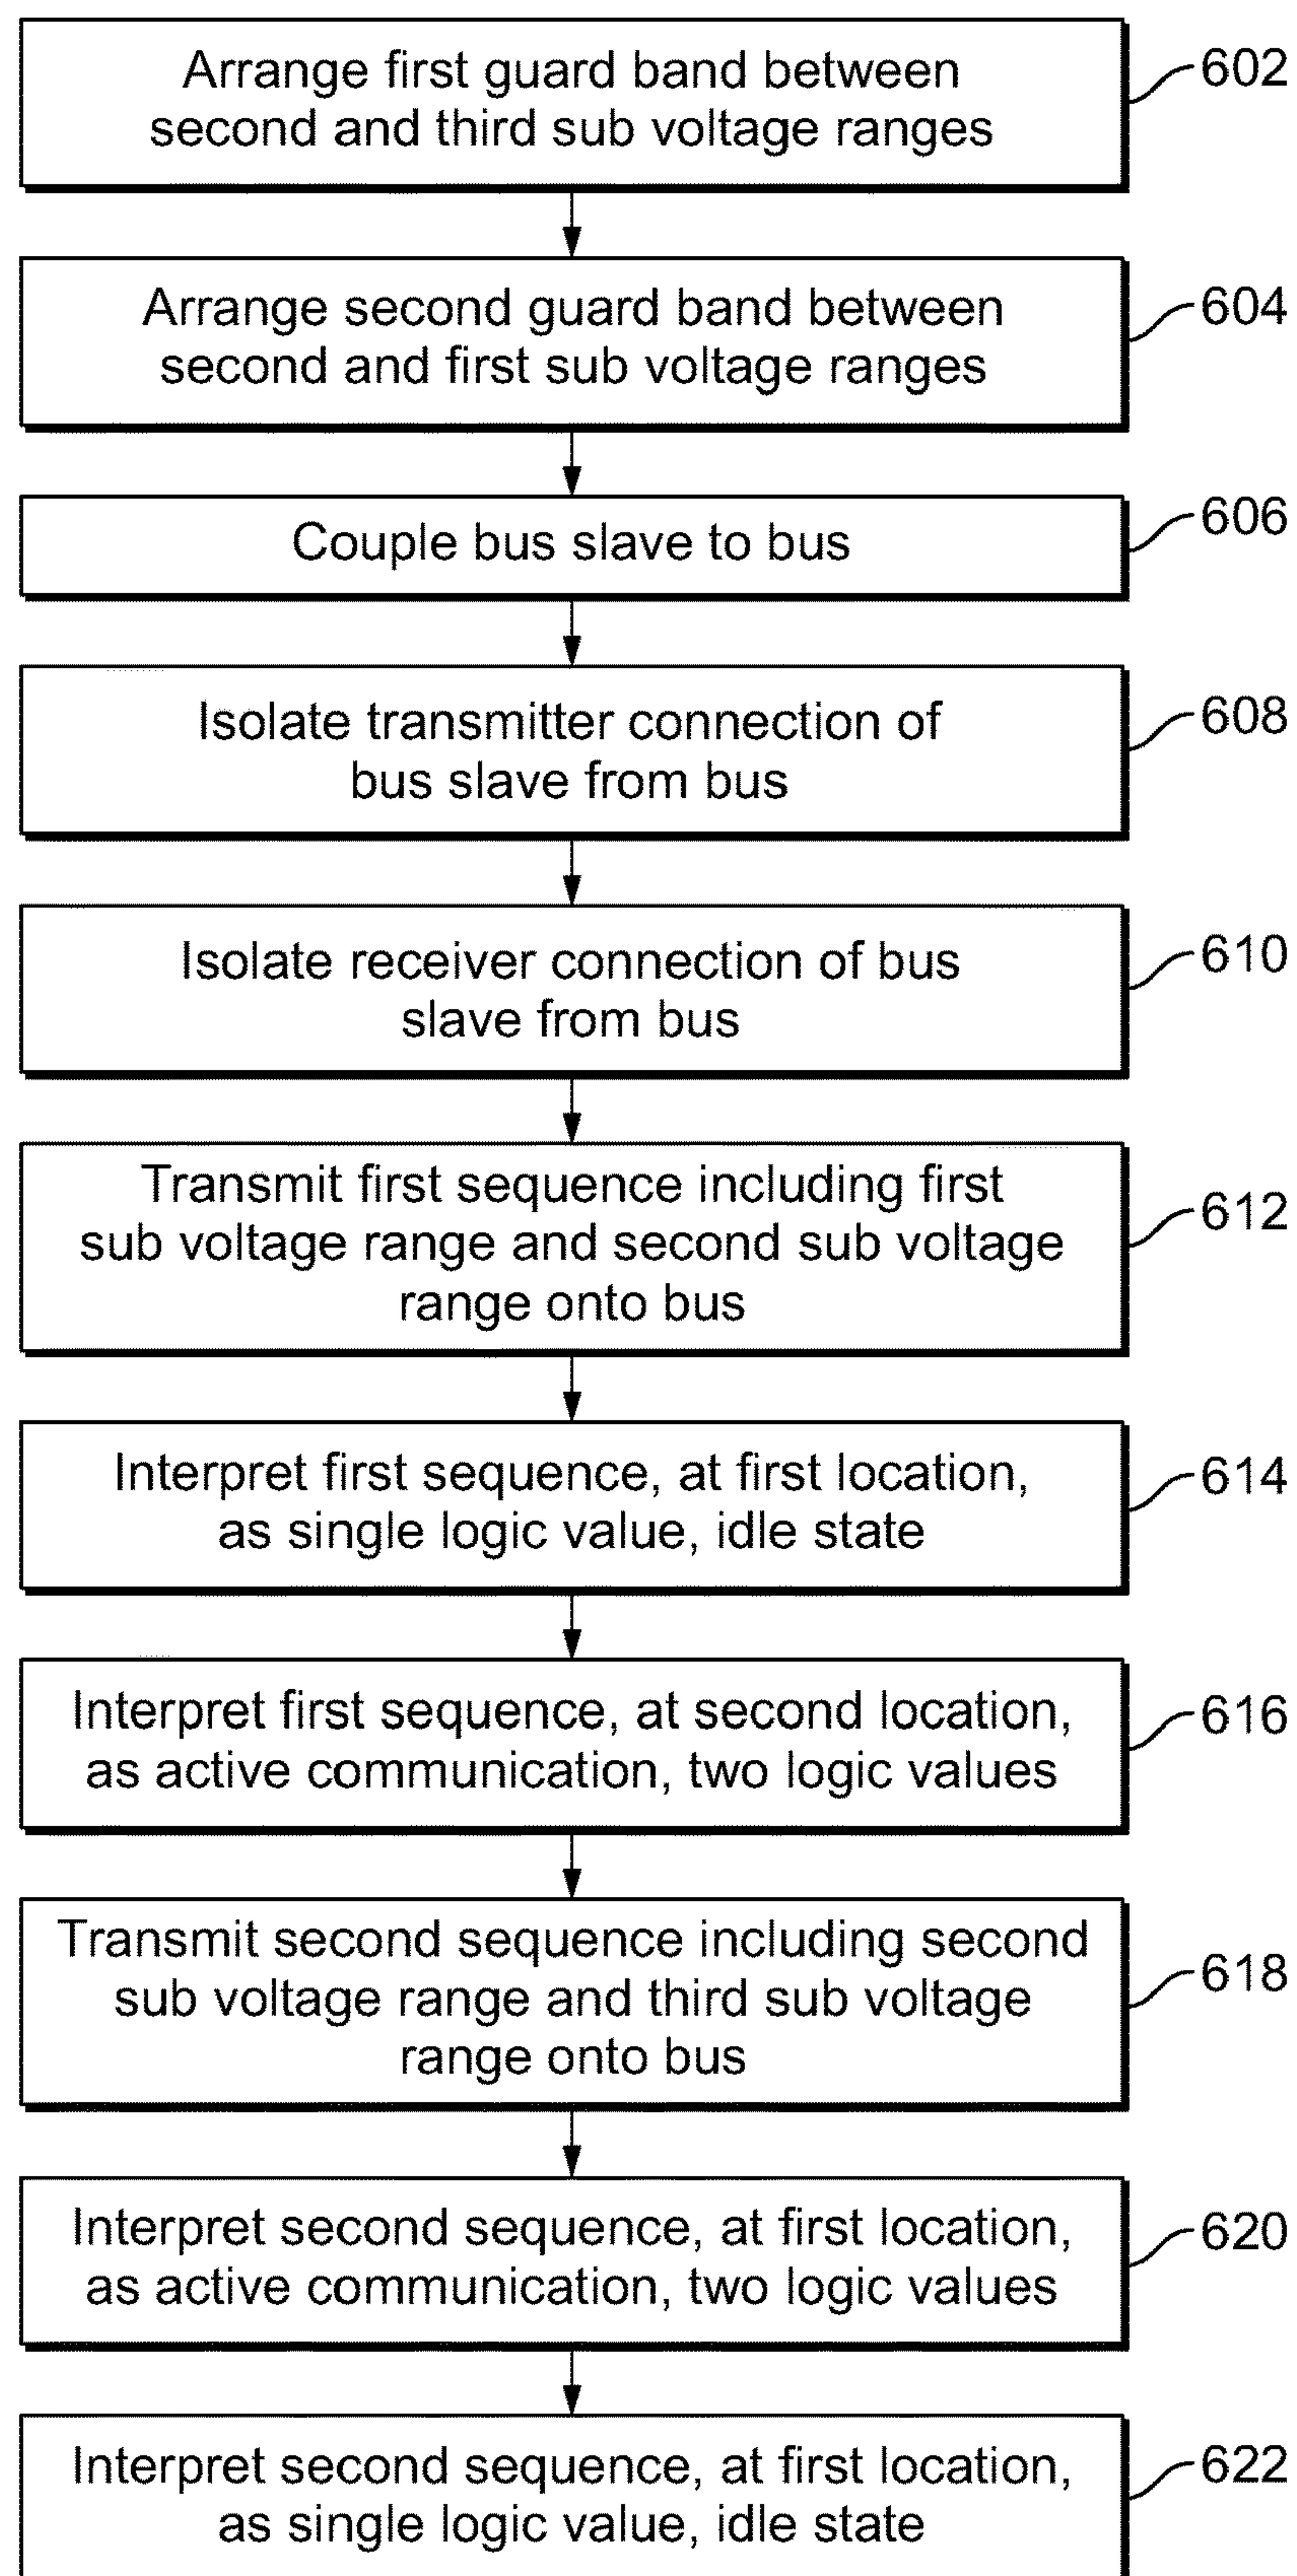 Arrange first guard band between
second and third sub voltage ranges
602
Arrange second guard band between
second and first sub voltage ranges
604
Couple bus slave to bus
606
Isolate transmitter connection of
bus slave from bus
608
Isolate receiver connection of bus
slave from bus
610
Transmit first sequence including first
sub voltage range and second sub voltage
range onto bus
612
Interpret first sequence, at first location,
as single logic value, idle state
614
Interpret first sequence, at second location,
as active communication, two logic values
616
Transmit second sequence including second
sub voltage range and third sub voltage
range onto bus
618
Interpret second sequence, at first location,
as active communication, two logic values
620
Interpret second sequence, at first location,
as single logic value, idle state
622